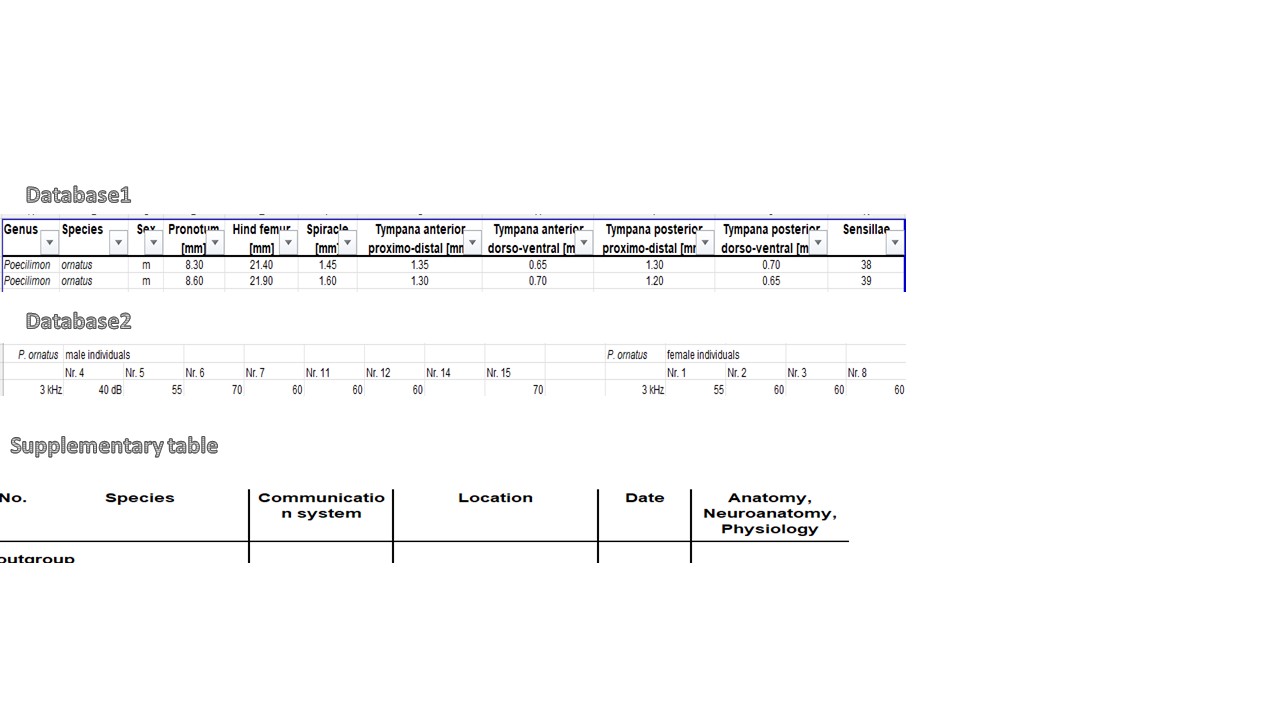 Database1
Genus Species Sex Pronotum Hind femur Spiracle Tympana anterior Tympana anterior Tympana posterior Tympana posterior Sensillae
[mm] [mm] [mm] proximo-distal [mm dorso-ventral [m proximo-distal [mm dorso-ventral [m
Poecilimon ornatus m 8.30 21.40 1.45 1.35 0.65 1.30 0.70 38
Poecilimon ornatus m 8.60 21.90 1.60 1.30 0.70 1.20 0.65 39
Database2
P. ornatus male individuals P. ornatus female individuals
Nr. 4 Nr. 5 Nr. 6 Nr. 7 Nr. 11 Nr. 12 Nr. 14 Nr. 15 Nr. 1 Nr. 2 Nr. 3 Nr. 8
3 kHz 40 dB 55 70 60 60 60 70 3 kHz 55 60 60 60
Supplementary table
No. Species Communicatio Location Date Anatomy,
n system Neuroanatomy,
Physiology
outgroup